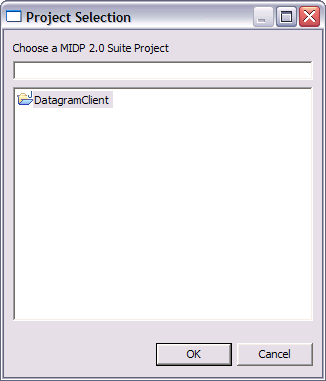 Project Selection
Choose a MIDP 2.0 Suite Project
DatagramClient
OK
Cancel